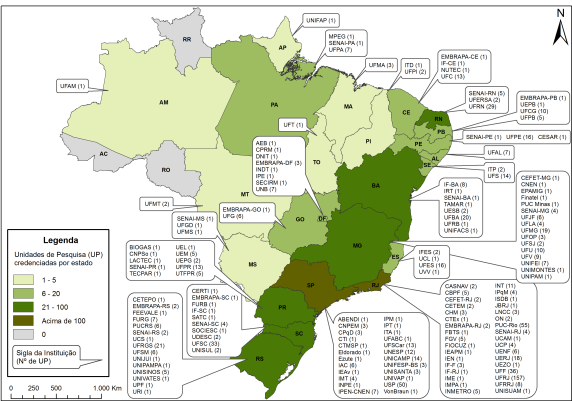 N
UNIFAP (1)
MPEG (1)
SENAI-PA (1)
UFPA (7)
UFMA (3)
ITD (1)
UFPI (2)
EMBRAPA-CE (1)
IF-CE (1)
NUTEC (1)
UFC (13)
SENAI-RN (5)
UFERSA (2)
UFRN (29)
EMBRAPA-PB (1)
UEPB (1)
UFCG (10)
UFPB (5)
SENAI-PE (1) UFPE (16) CESAR (1)
UFAL (7)
ITP (2)
UFS (14)
UFAM (1)
UFT (1)
AEB (1)
CPRM (1)
DNIT (1)
EMBRAPA-DF (3)
INDT (1)
IPE (1)
SECIRM (1)
UNB (7)
IF-BA (8)
IRT (1)
SENAI-BA (1)
TAMAR (1)
UESB (2)
UFBA (20)
UFRB (1)
UNIFACS (1)
CEFET-MG (1)
CNEN (1)
EPAMIG (1)
Finatel (1)
PUC Minas (1)
SENAI-MG (4)
UFJF (6)
UFLA (4)
UFMG (19)
UFOP (3)
UFSJ (2)
UFU (10)
UFV (9)
UNIFEI (7)
UNIMONTES (1)
UNIPAM (1)
UFMT (2)
SENAI-MS (1)
UFGD (1)
UFMS (1)
EMBRAPA-GO (1)
UFG (6)
IFES (2)
UCL (1)
UFES (16)
UVV (1)
BIOGAS (1)
CNPSo (1)
LACTEC (1)
SENAI-PR (1)
TECPAR (1)
UEL (1)
UEM (5)
UEPG (2)
UFPR (13)
UTFPR (5)
CERTI (1)
EMBRAPA-SC (1)
FURB (1)
IF-SC (1)
SATC (1)
SENAI-SC (4)
SOCIESC (1)
UDESC (2)
UFSC (33)
UNISUL (2)
CETEPO (1)
EMBRAPA-RS (2)
FEEVALE (1)
FURG (7)
PUCRS (6)
SENAI-RS (2)
UCS (1)
UFRGS (21)
UFSM (6)
UNIJUI (1)
UNIPAMPA (1)
UNISINOS (5)
UNIVATES (1)
UPF (1)
URI (1)
ABENDI (1)
CNPEM (3)
CPqD (3)
CTI (1)
CTMSP (1)
Eldorado (1)
Ezute (1)
IAC (6)
IEAv (1)
IMT (4)
INPE (1)
IPEN-CNEN (7)
IPM (1)
IPT (1)
ITA (1)
UFABC (1)
UFSCar (13)
UNESP (12)
UNICAMP (14)
UNIFESP-BS (3)
UNISANTA (3)
UNIVAP (1)
USP (50)
VonBraun (1)
CASNAV (2)
CBPF (5)
CEFET-RJ (2)
CETEM (2)
CHM (3)
CTEx (1)
EMBRAPA-RJ (2)
FBTS (1)
FGV (5)
FIOCUZ (1)
IEAPM (1)
IEN (1)
IF-F (3)
IF-RJ (1)
IME (1)
IMPA (1)
INMETRO (5)
INT (11)
IPqM (4)
ISDB (1)
JBRJ (1)
LNCC (3)
ON (2)
PUC-Rio (55)
SENAI-RJ (4)
UCAM (1)
UCP (4)
UENF (6)
UERJ (18)
UEZO (1)
UFF (36)
UFRJ (157)
UFRRJ (8)
UNISUAM (1)
RR
AP
AM
PA
MA
CE
RN
PB
PE
AL
SE
PI
AC
RO
TO
MT
BA
DF
GO
MG
ES
MS
SP
RJ
PR
SC
RS
Legenda
Unidades de Pesquisa (UP)
credenciadas por estado
1 - 5
6 - 20
21 - 100
Acima de 100
0
Sigla da Instituição
(Nº de UP)
0 250 500 1.000 Km